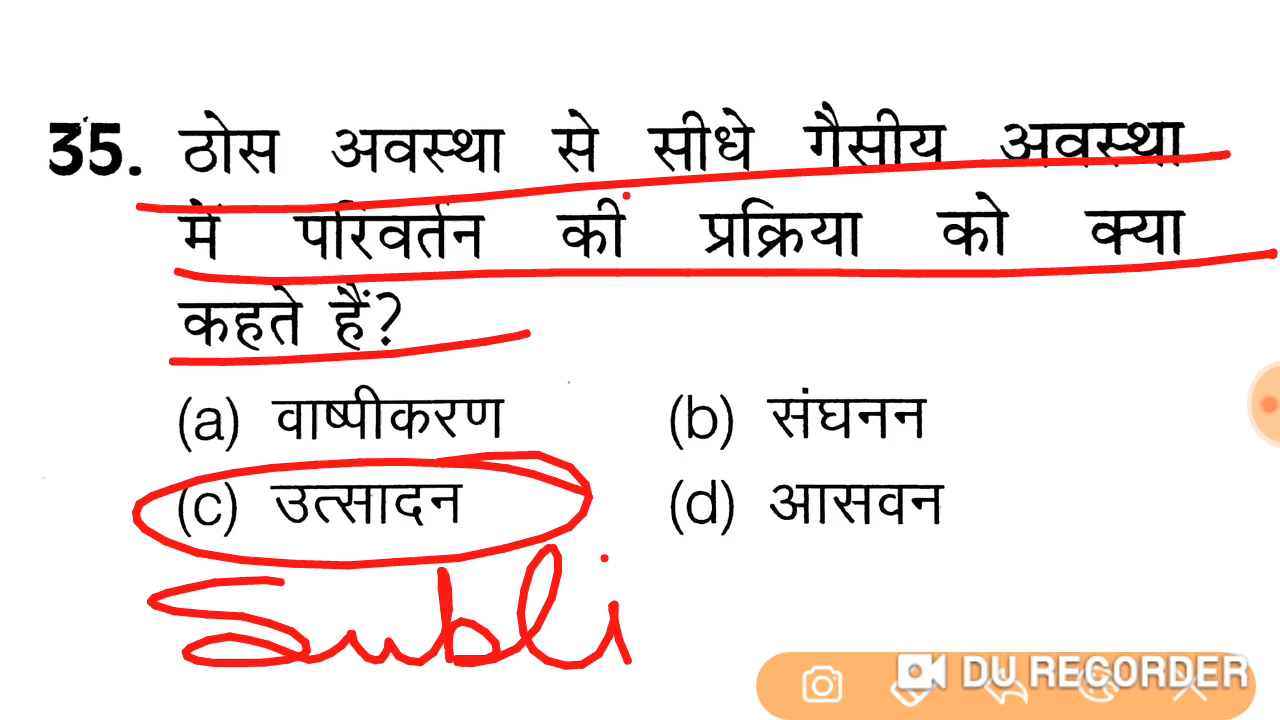 35. ठोस अवस्था से सीधे गैसीय अवस्था
में परिवर्तन की प्रक्रिया को क्या
कहते हैं?
(a) वाष्पीकरण (b) संघनन
(c) उत्सादन (d) आसवन
Subli
DU RECORDER